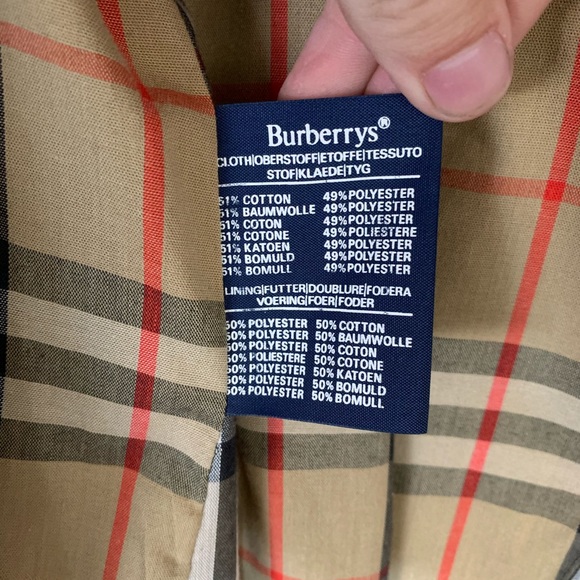 Burberrys®
CLOTH|OBERSTOFF|ETOFFE|TESSUTO
STOF|KLAEDE|TYG
51% COTTON 49% POLYESTER
51% BAUMWOLLE 49% POLYESTER
51% COTON 49% POLYESTER
51% COTONE 49% POLIESTERE
51% KATOEN 49% POLYESTER
51% BOMULD 49% POLYESTER
51% BOMULL 49% POLYESTER
LINING|FUTTER|DOUBLURE|FODERA
VOERING|FOER|FODER
50% POLYESTER 50% COTTON
50% POLYESTER 50% BAUMWOLLE
50% POLYESTER 50% COTON
50% POLIESTERE 50% COTONE
50% POLYESTER 50% KATOEN
50% POLYESTER 50% BOMULD
50% POLYESTER 50% BOMULL